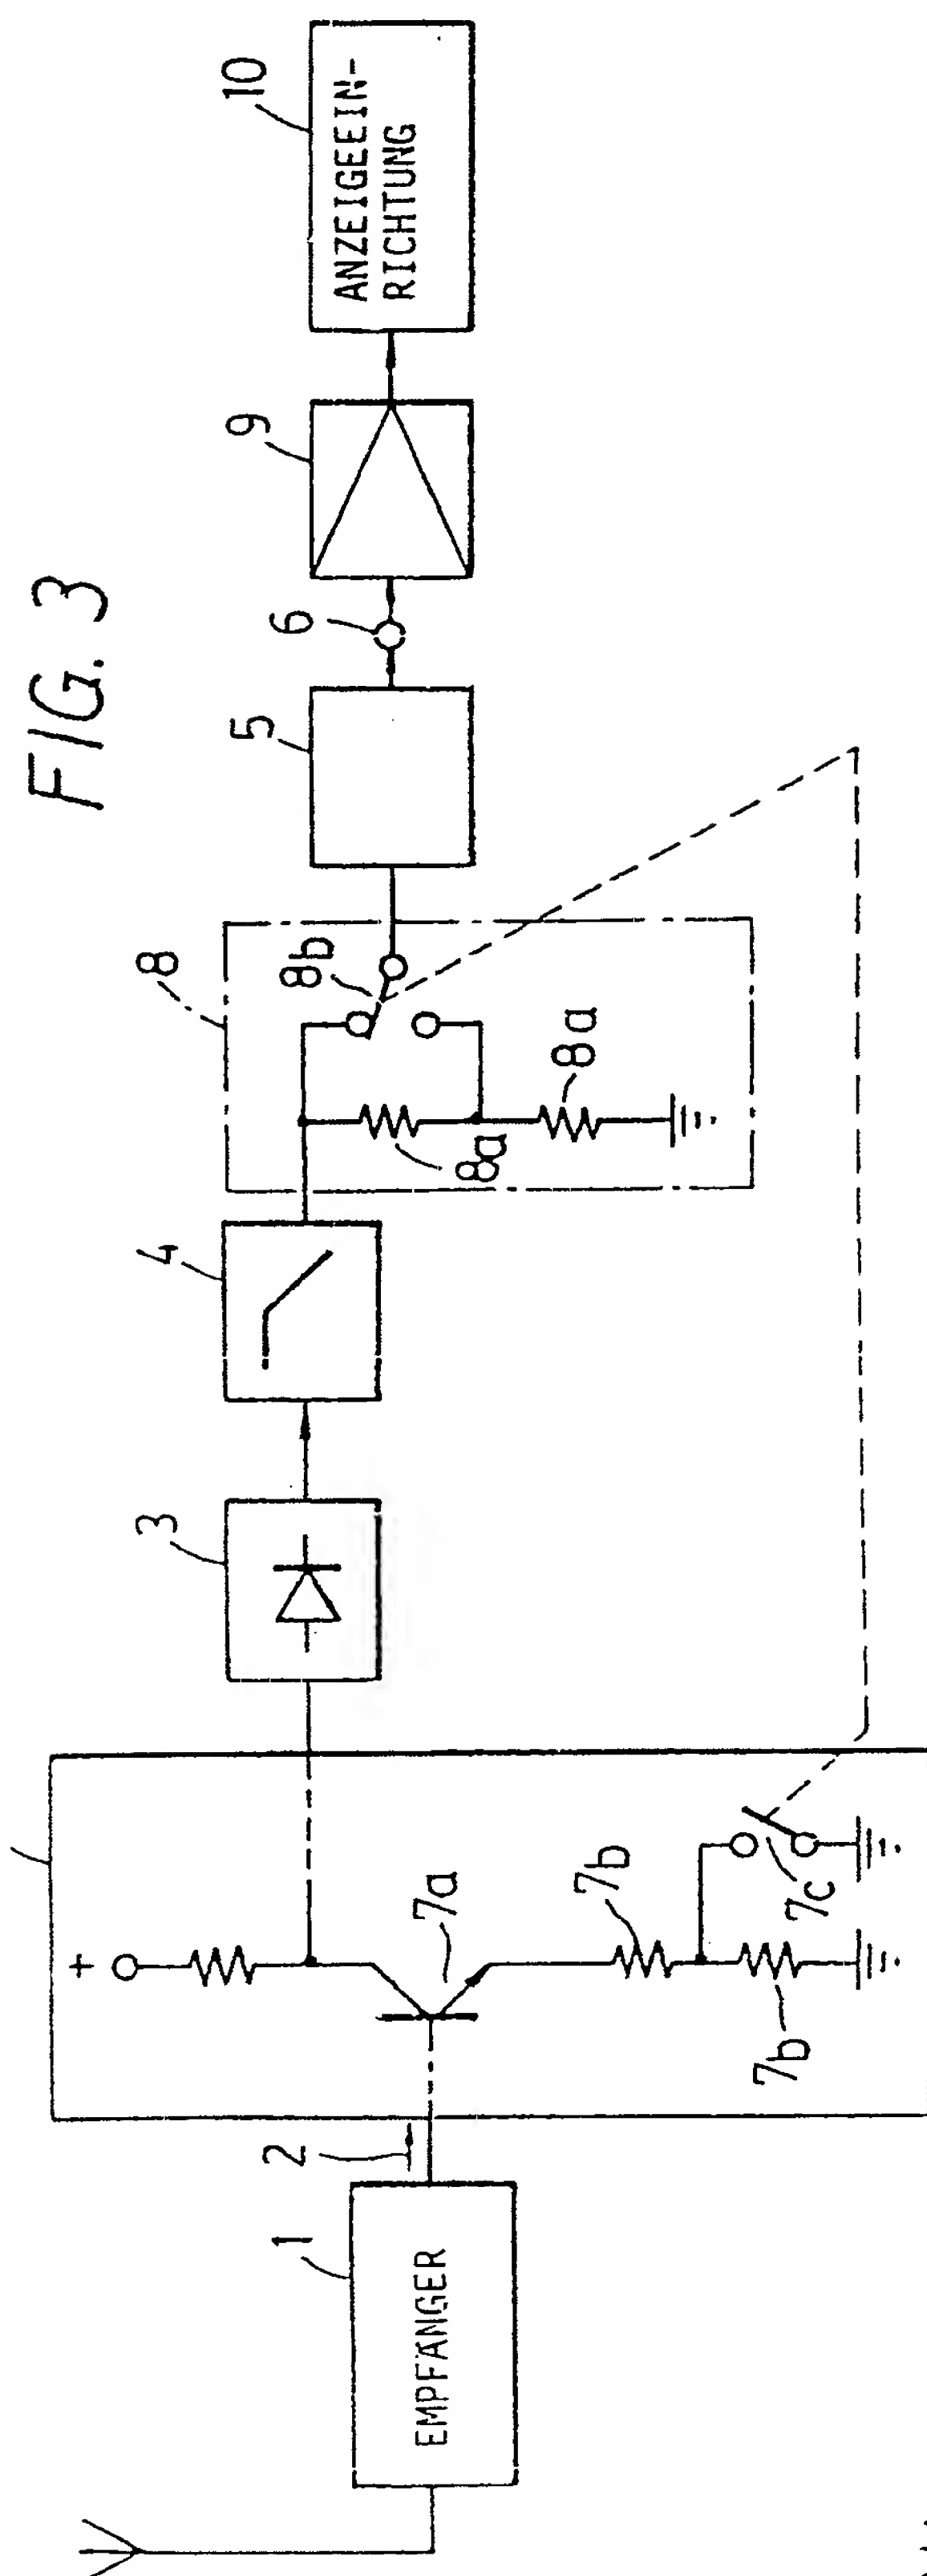 FIG. 3
1
EMPFÄNGER
2
+
7a
7b
7b
7c
3
4
8
8a
8a
8b
5
6
9
10
ANZEIGEEIN-
RICHTUNG